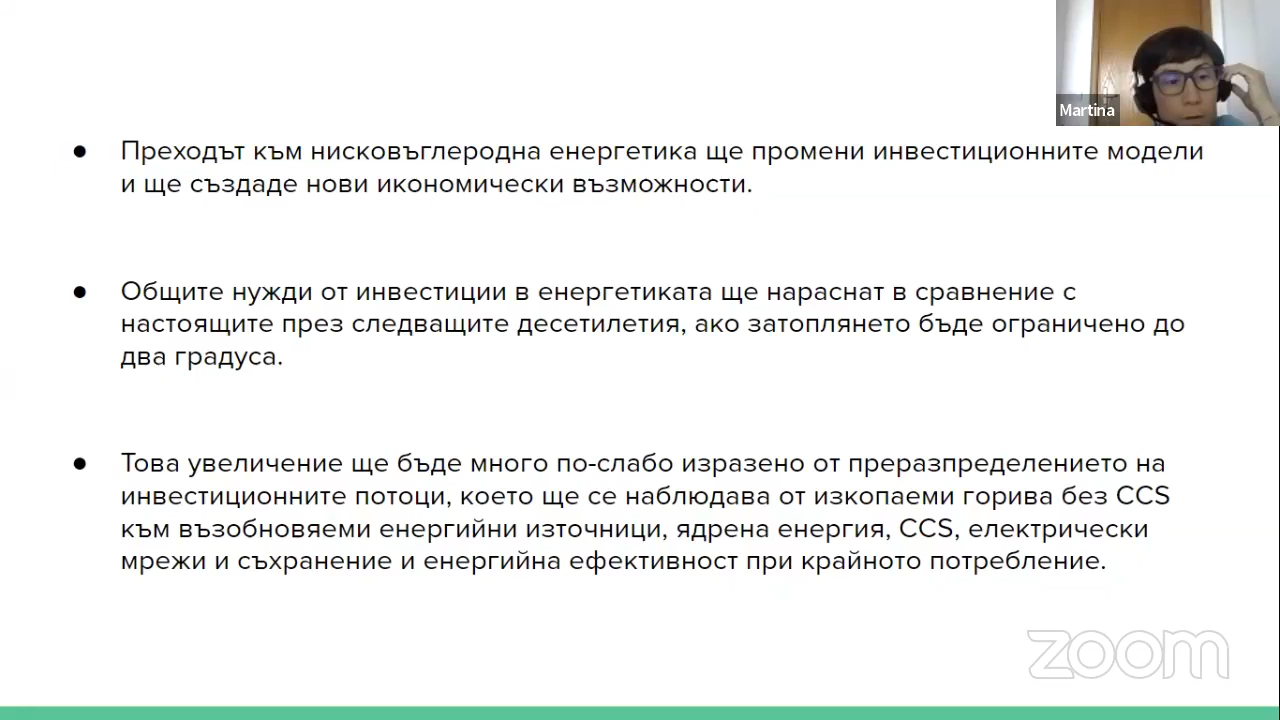 Martina
● Преходът към нисковъглеродна енергетика ще промени инвестиционните модели
и ще създаде нови икономически възможности.
● Общите нужди от инвестиции в енергетиката ще нараснат в сравнение с
настоящите през следващите десетилетия, ако затоплянето бъде ограничено до
два градуса.
● Това увеличение ще бъде много по-слабо изразено от преразпределението на
инвестиционните потоци, което ще се наблюдава от изкопаеми горива без CCS
към възобновяеми енергийни източници, ядрена енергия, CCS, електрически
мрежи и съхранение и енергийна ефективност при крайното потребление.
zoom